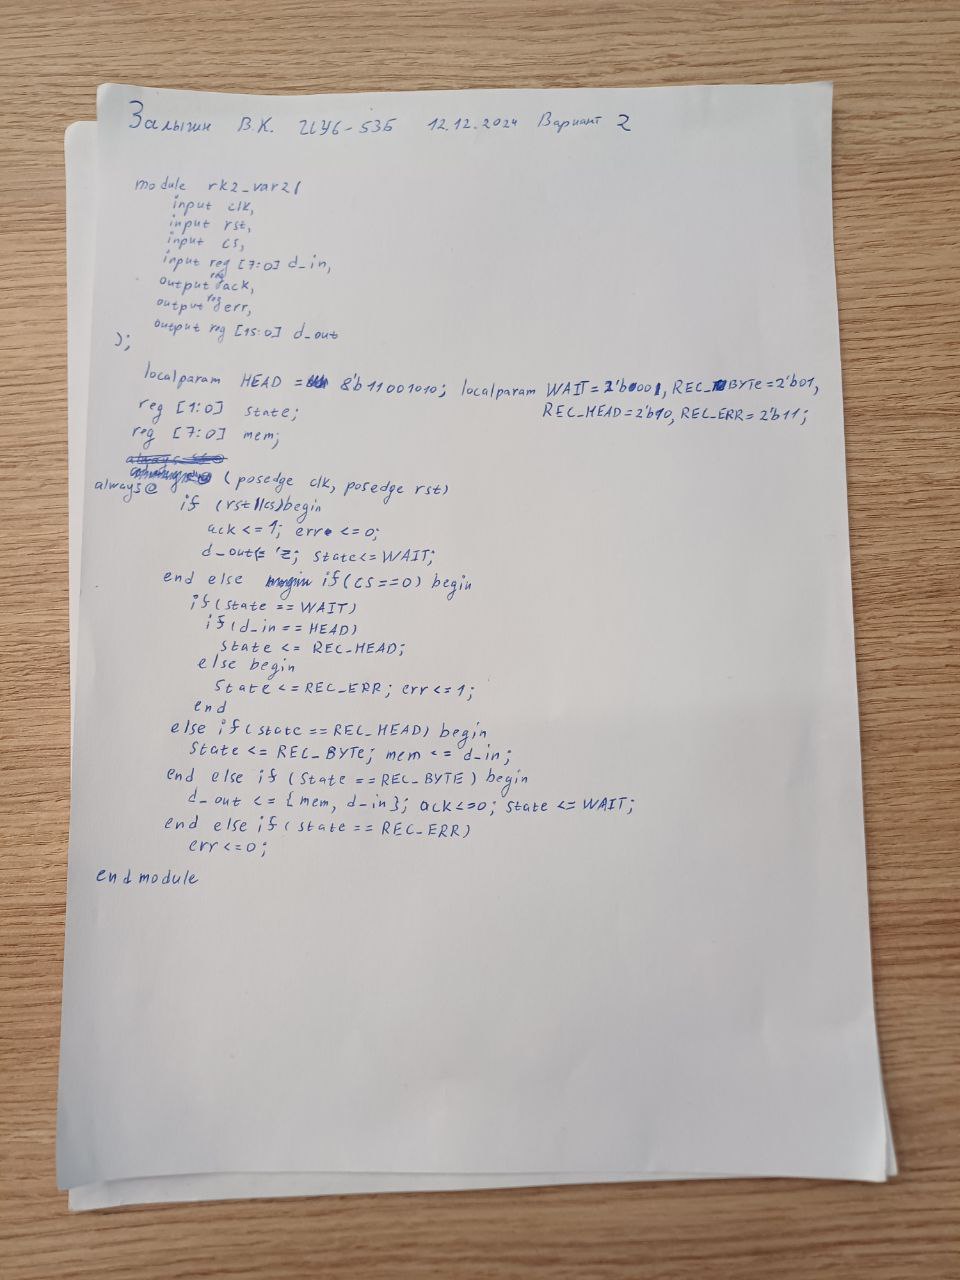 Залыгин В.К. ИУ6-53Б 12.12.2024 Вариант 2
module rk2_var2(
input clk,
input rst,
input cs,
input reg [7:0] d_in,
output reg ack,
output reg err,
output reg [15:0] d_out
);
localparam HEAD = 8'b11001010; localparam WAIT = 2'b00, REC_BYTE = 2'b01,
REC_HEAD = 2'b10, REC_ERR = 2'b11;
reg [1:0] state;
reg [7:0] mem;
always@ (posedge clk, posedge rst)
if (rst||cs)begin
ack <= 1; err <= 0;
d_out <= 'z; state <= WAIT;
end else if (cs==0) begin
if (state == WAIT)
if (d_in == HEAD)
state <= REC_HEAD;
else begin
state <= REC_ERR; err <= 1;
end
else if (state == REC_HEAD) begin
state <= REC_BYTE; mem <= d_in;
end else if (state == REC_BYTE) begin
d_out <= {mem, d_in}; ack <= 0; state <= WAIT;
end else if (state == REC_ERR)
err <= 0;
endmodule